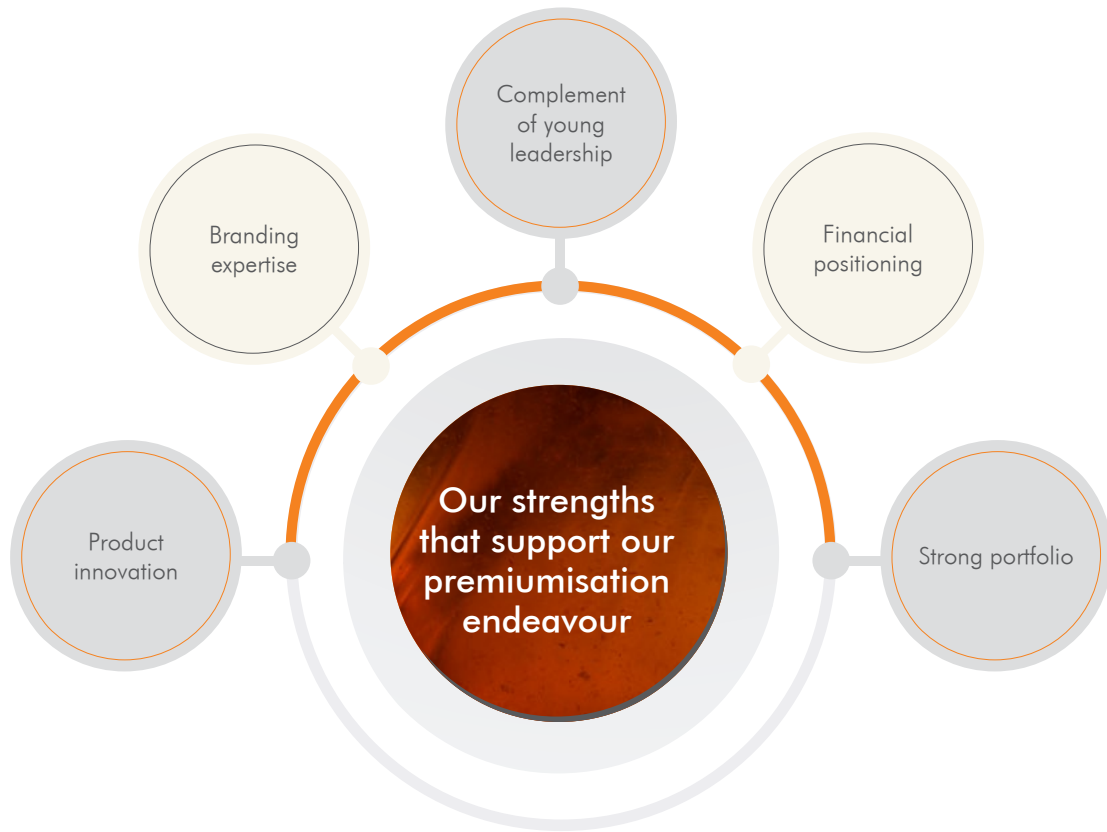 Complement
of young
leadership
Branding
expertise
Financial
positioning
Our strengths
that support our
premiumisation
endeavour
Product
innovation
Strong portfolio